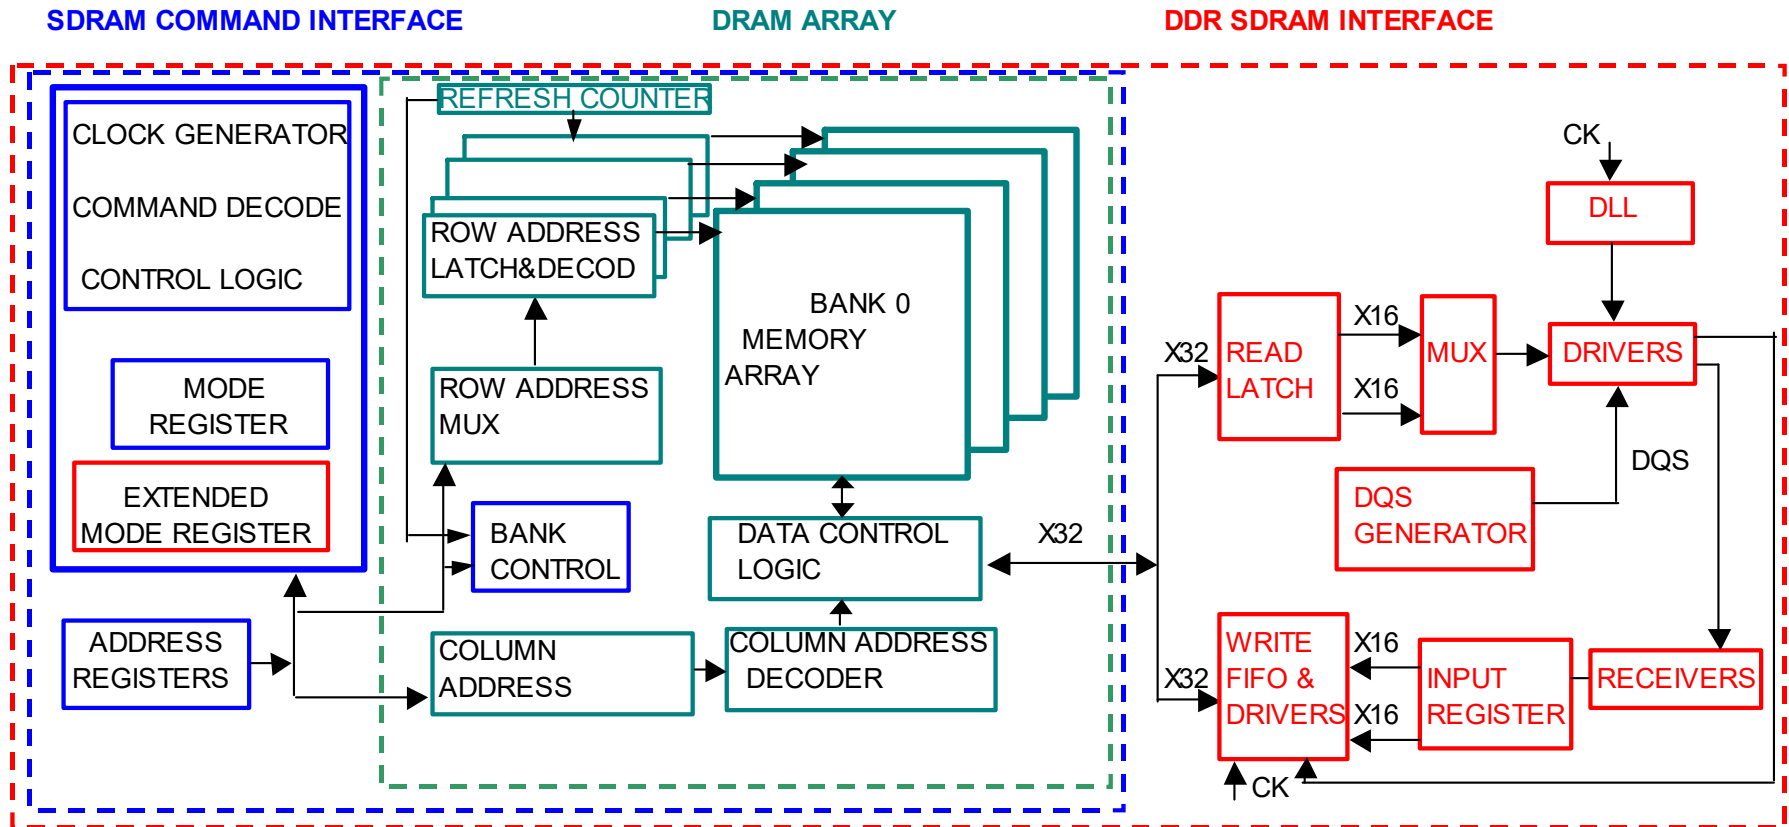 SDRAM COMMAND INTERFACE
DRAM ARRAY
DDR SDRAM INTERFACE
CLOCK GENERATOR
COMMAND DECODE
CONTROL LOGIC
MODE
REGISTER
EXTENDED
MODE REGISTER
ADDRESS
REGISTERS
REFRESH COUNTER
ROW ADDRESS
LATCH&DECOD
ROW ADDRESS
MUX
BANK
CONTROL
COLUMN
ADDRESS
BANK 0
MEMORY
ARRAY
DATA CONTROL
LOGIC
COLUMN ADDRESS
DECODER
X32
X32
X32
READ
LATCH
X16
X16
MUX
CK
DLL
DRIVERS
DQS
DQS
GENERATOR
WRITE
FIFO &
DRIVERS
X16
X16
INPUT
REGISTER
RECEIVERS
CK